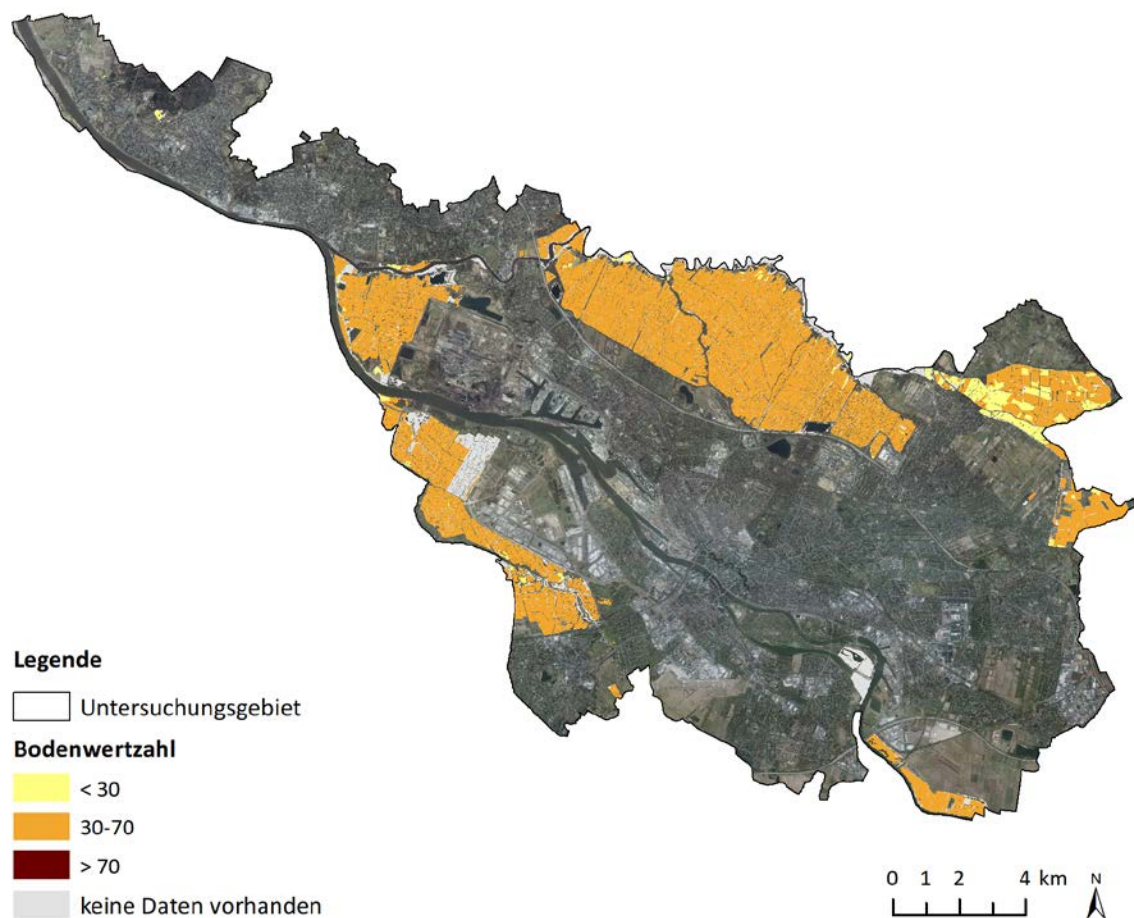 Legende
Untersuchungsgebiet
Bodenwertzahl
< 30
30-70
> 70
keine Daten vorhanden
0 1 2 4 km
N